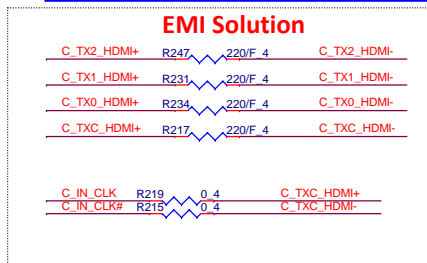 EMI Solution
C_TX2_HDMI+ R247 220/F_4 C_TX2_HDMI-
C_TX1_HDMI+ R231 220/F_4 C_TX1_HDMI-
C_TX0_HDMI+ R234 220/F_4 C_TX0_HDMI-
C_TXC_HDMI+ R217 220/F_4 C_TXC_HDMI-
C_IN_CLK R219 0_4 C_TXC_HDMI+
C_IN_CLK# R215 0_4 C_TXC_HDMI-